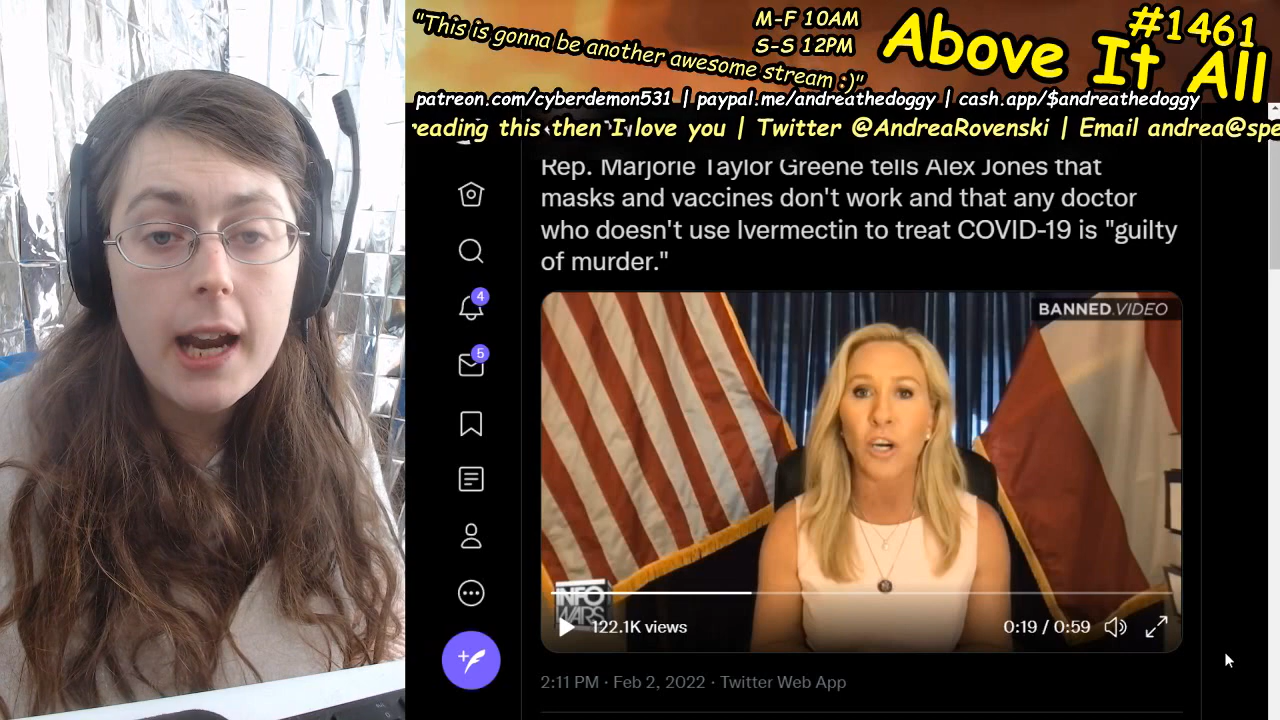 "This is gonna be another awesome stream :)"
M-F 10AM
S-S 12PM
Above It All
#1461
patreon.com/cyberdemon531 | paypal.me/andreathedoggy | cash.app/$andreathedoggy
eading this then I love you | Twitter @AndreaRovenski | Email andrea@spe
Rep. Marjorie Taylor Greene tells Alex Jones that
masks and vaccines don't work and that any doctor
who doesn't use Ivermectin to treat COVID-19 is "guilty
of murder."
BANNED.VIDEO
4
5
INFO
WARS
122.1K views
0:19 / 0:59
2:11 PM · Feb 2, 2022 · Twitter Web App